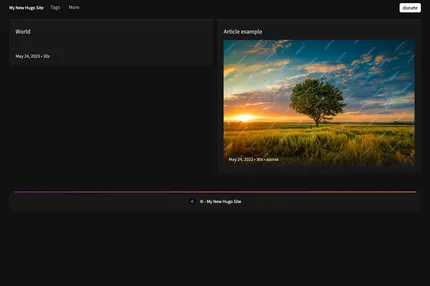 My New Hugo Site
Tags
More
donate
World
May 24, 2023 • 30s
Article example
May 24, 2023 • 30s • aioros
© - My New Hugo Site